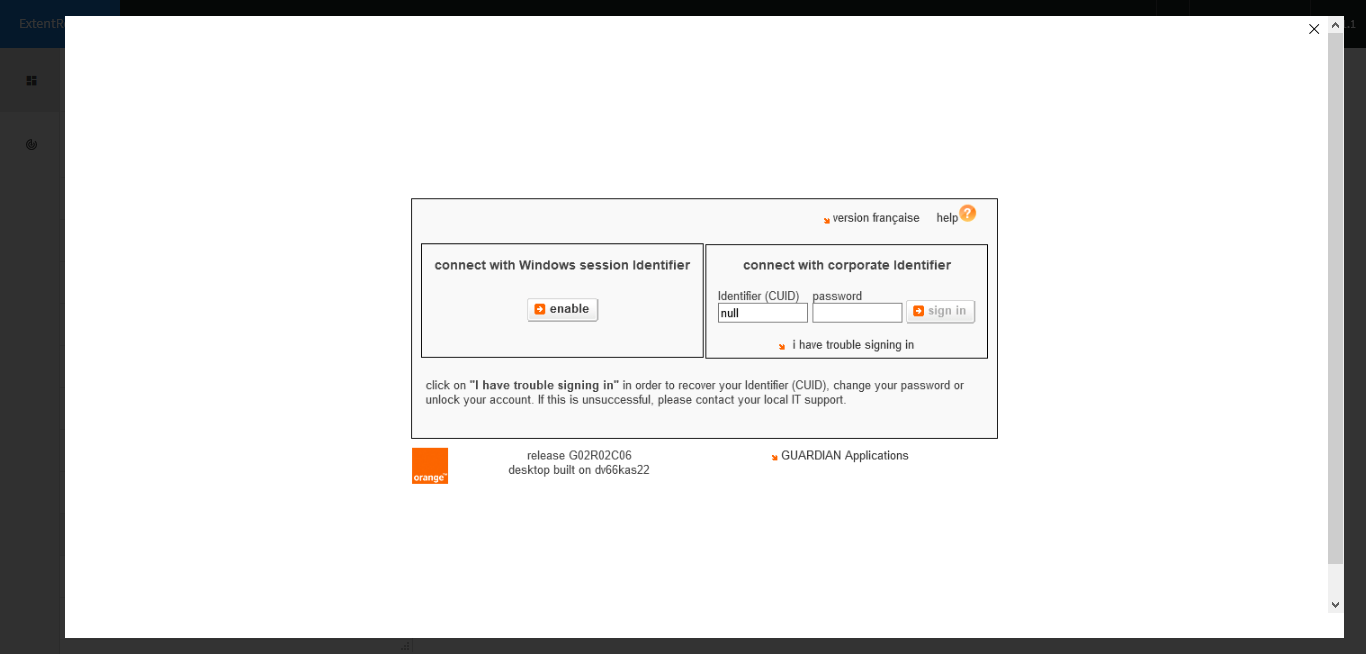 version française help ?
connect with Windows session Identifier
enable
connect with corporate Identifier
Identifier (CUID) password
null
sign in
i have trouble signing in
click on "I have trouble signing in" in order to recover your Identifier (CUID), change your password or
unlock your account. If this is unsuccessful, please contact your local IT support.
orange™
release G02R02C06
desktop built on dv66kas22
GUARDIAN Applications